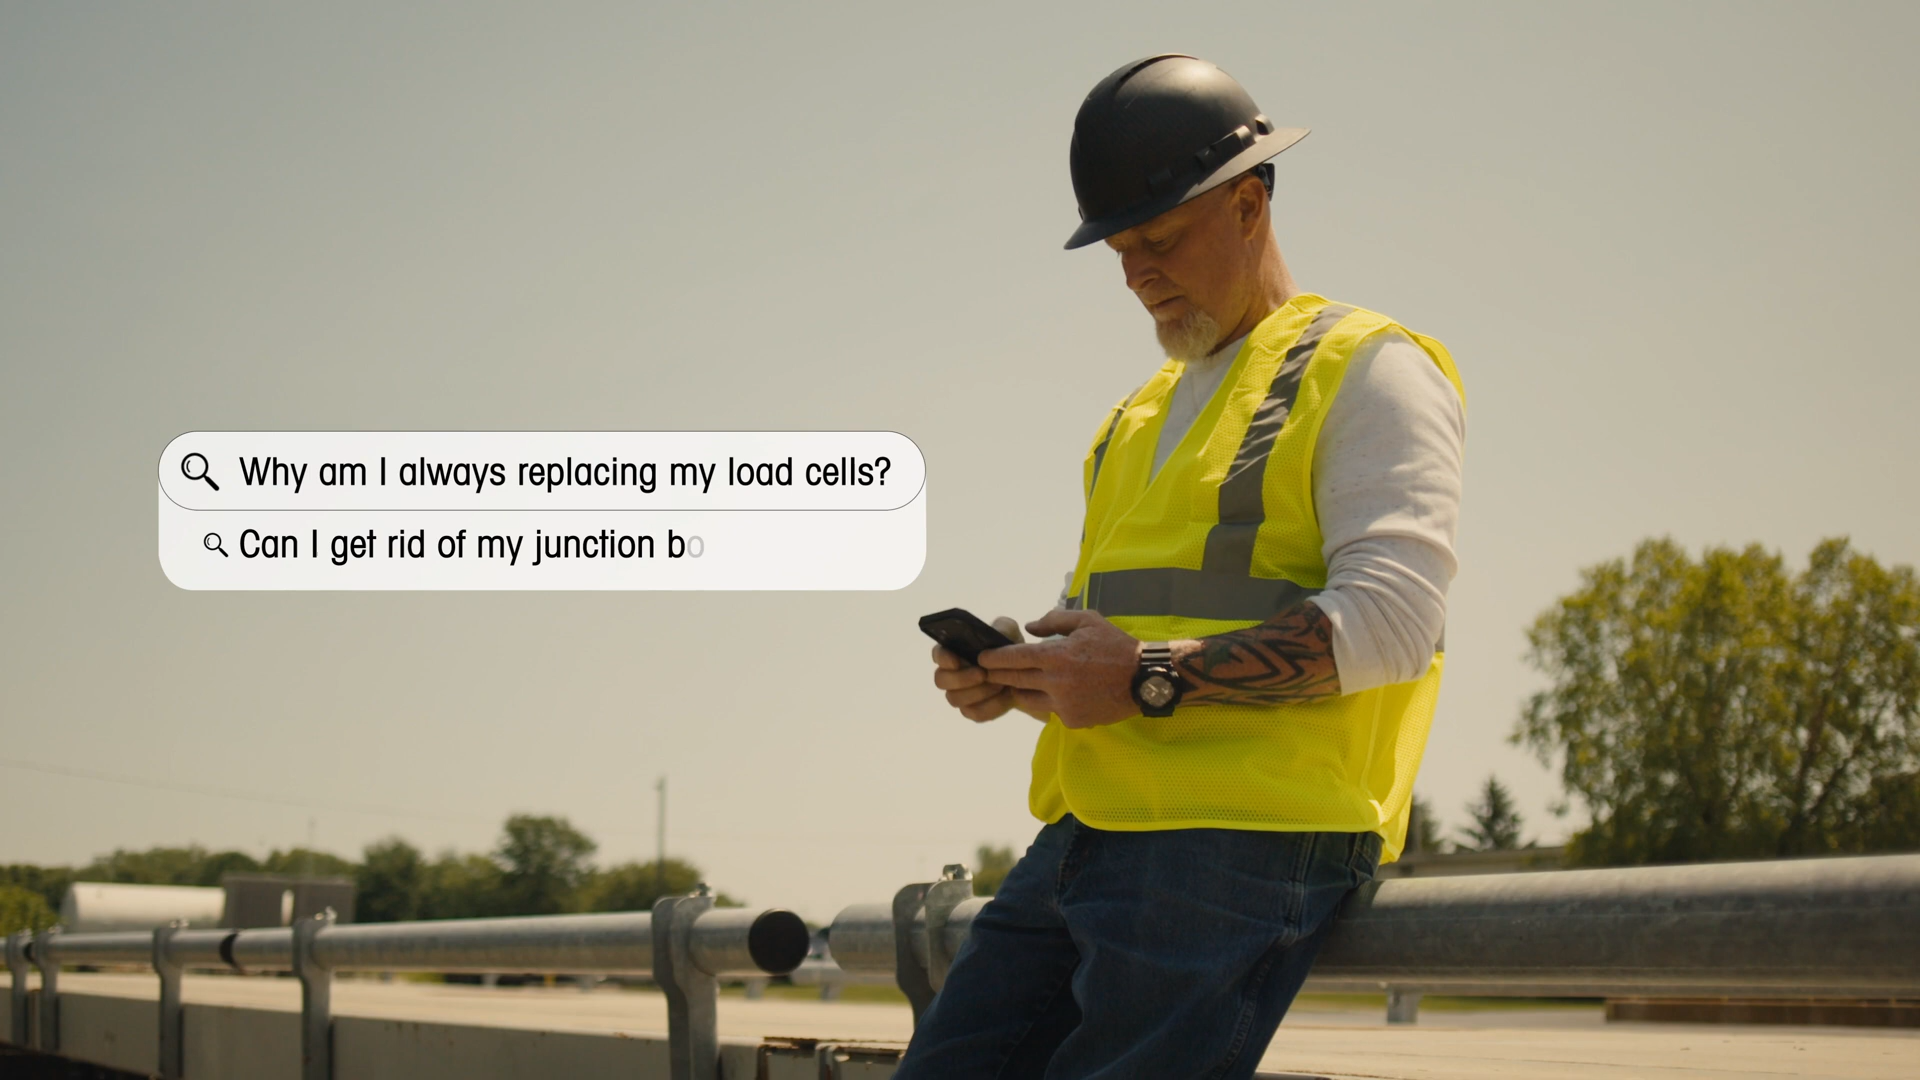 Why am I always replacing my load cells?
Can I get rid of my junction bo